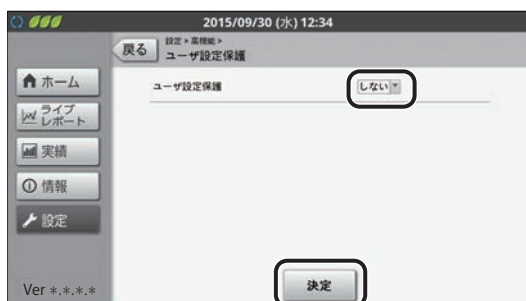 2015/09/30 (水) 12:34
戻る
設定 > 高機能 >
ユーザ設定保護
ホーム
ライブ
レポート
実績
情報
設定
ユーザ設定保護
しない
決定
Ver *.*.*.*